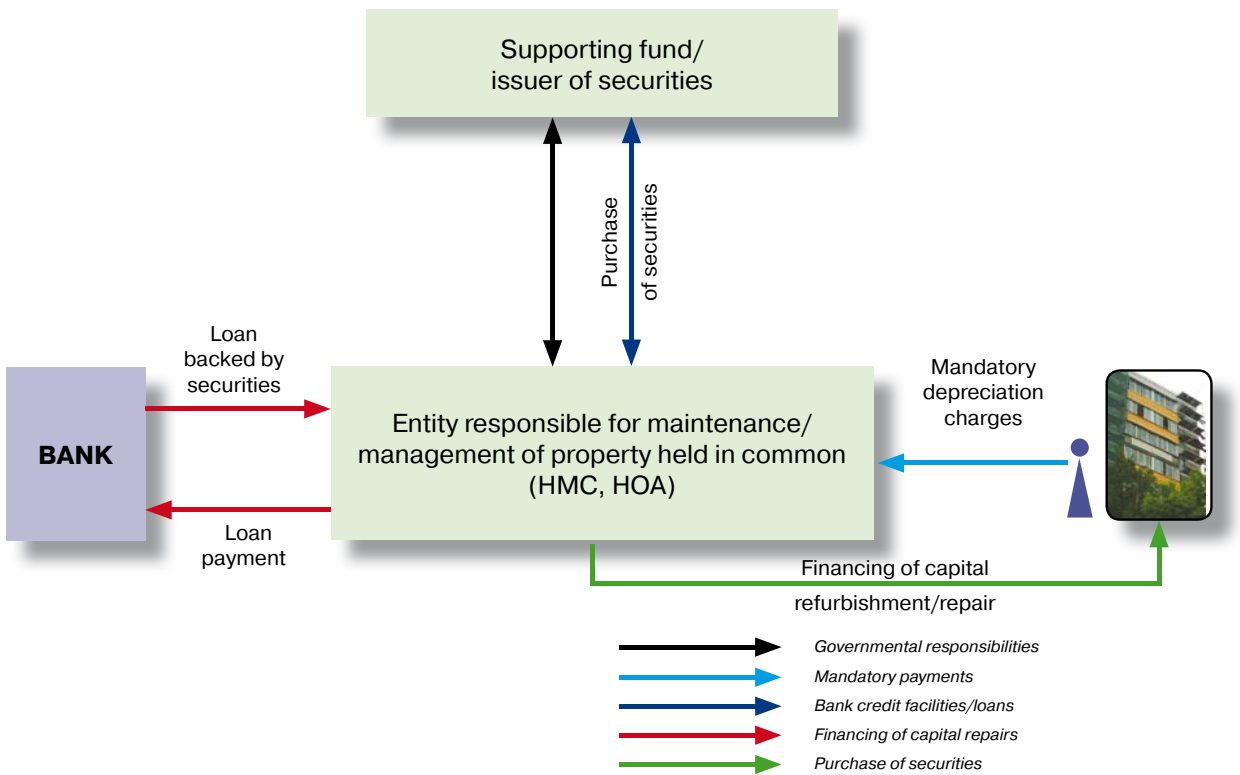 Supporting fund/
issuer of securities
Purchase
of securities
Loan
backed by
securities
BANK
Entity responsible for maintenance/
management of property held in common
(HMC, HOA)
Mandatory
depreciation
charges
Loan
payment
Financing of capital
refurbishment/repair
Governmental responsibilities
Mandatory payments
Bank credit facilities/loans
Financing of capital repairs
Purchase of securities